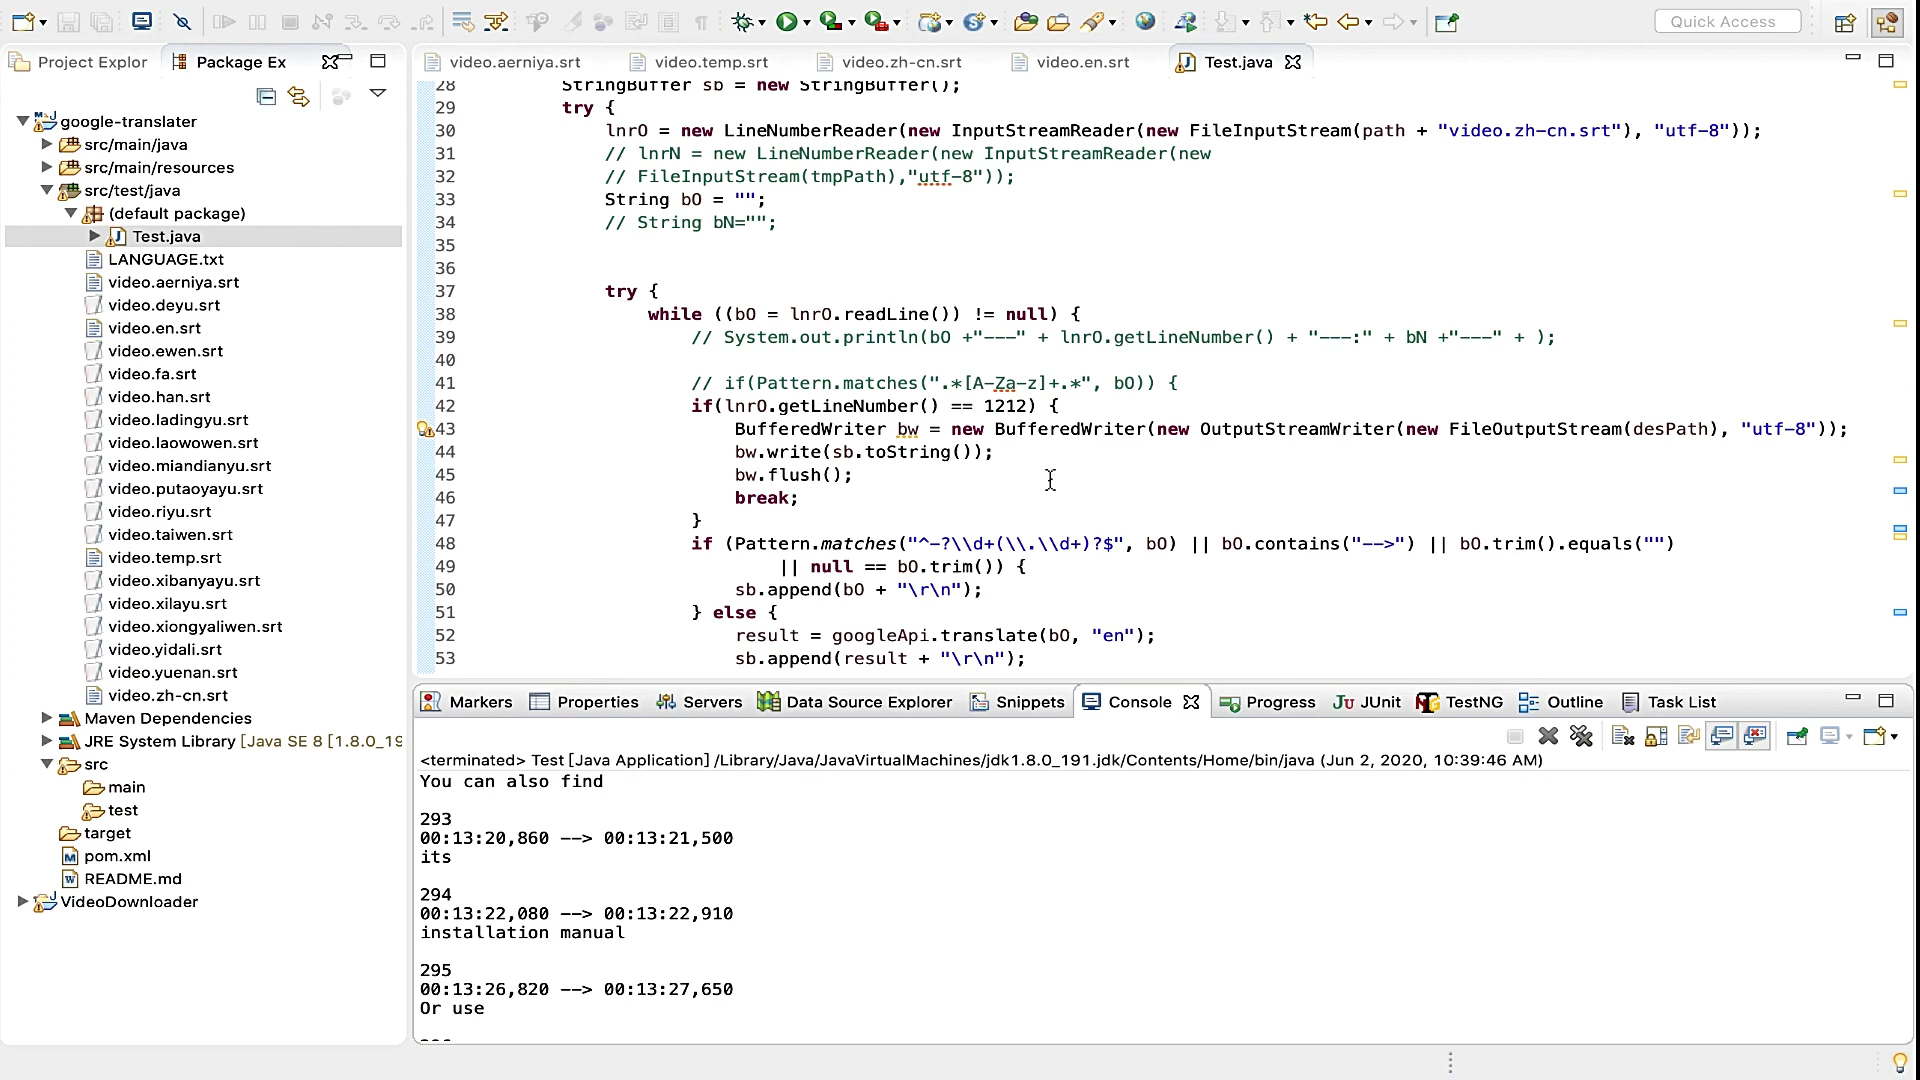 Quick Access
Project Explor
Package Ex
video.aerniya.srt
video.temp.srt
video.zh-cn.srt
video.en.srt
Test.java
google-translater
src/main/java
src/main/resources
src/test/java
(default package)
Test.java
LANGUAGE.txt
video.aerniya.srt
video.deyu.srt
video.en.srt
video.ewen.srt
video.fa.srt
video.han.srt
video.ladingyu.srt
video.laowowen.srt
video.miandianyu.srt
video.putaoyayu.srt
video.riyu.srt
video.taiwen.srt
video.temp.srt
video.xibanyayu.srt
video.xilayu.srt
video.xiongyaliwen.srt
video.yidali.srt
video.yuenan.srt
video.zh-cn.srt
Maven Dependencies
JRE System Library [Java SE 8 [1.8.0_19
src
main
test
target
pom.xml
README.md
VideoDownloader
28 StringBuffer sb = new StringBuffer();
29 try {
30 lnrO = new LineNumberReader(new InputStreamReader(new FileInputStream(path + "video.zh-cn.srt"), "utf-8"));
31 // lnrN = new LineNumberReader(new InputStreamReader(new
32 // FileInputStream(tmpPath),"utf-8"));
33 String bO = "";
34 // String bN="";
35
36
37 try {
38 while ((bO = lnrO.readLine()) != null) {
39 // System.out.println(bO +"---" + lnrO.getLineNumber() + "---:" + bN +"---" + );
40
41 // if(Pattern.matches(".*[A-Za-z]+.*", bO)) {
42 if(lnrO.getLineNumber() == 1212) {
43 BufferedWriter bw = new BufferedWriter(new OutputStreamWriter(new FileOutputStream(desPath), "utf-8"));
44 bw.write(sb.toString());
45 bw.flush();
46 break;
47 }
48 if (Pattern.matches("^-?\\d+(\\.\\d+)?$", bO) || bO.contains("-->") || bO.trim().equals("")
49 || null == bO.trim()) {
50 sb.append(bO + "\r\n");
51 } else {
52 result = googleApi.translate(bO, "en");
53 sb.append(result + "\r\n");
Markers
Properties
Servers
Data Source Explorer
Snippets
Console
Progress
JUnit
TestNG
Outline
Task List
<terminated> Test [Java Application] /Library/Java/JavaVirtualMachines/jdk1.8.0_191.jdk/Contents/Home/bin/java (Jun 2, 2020, 10:39:46 AM)
You can also find
293
00:13:20,860 --> 00:13:21,500
its
294
00:13:22,080 --> 00:13:22,910
installation manual
295
00:13:26,820 --> 00:13:27,650
Or use